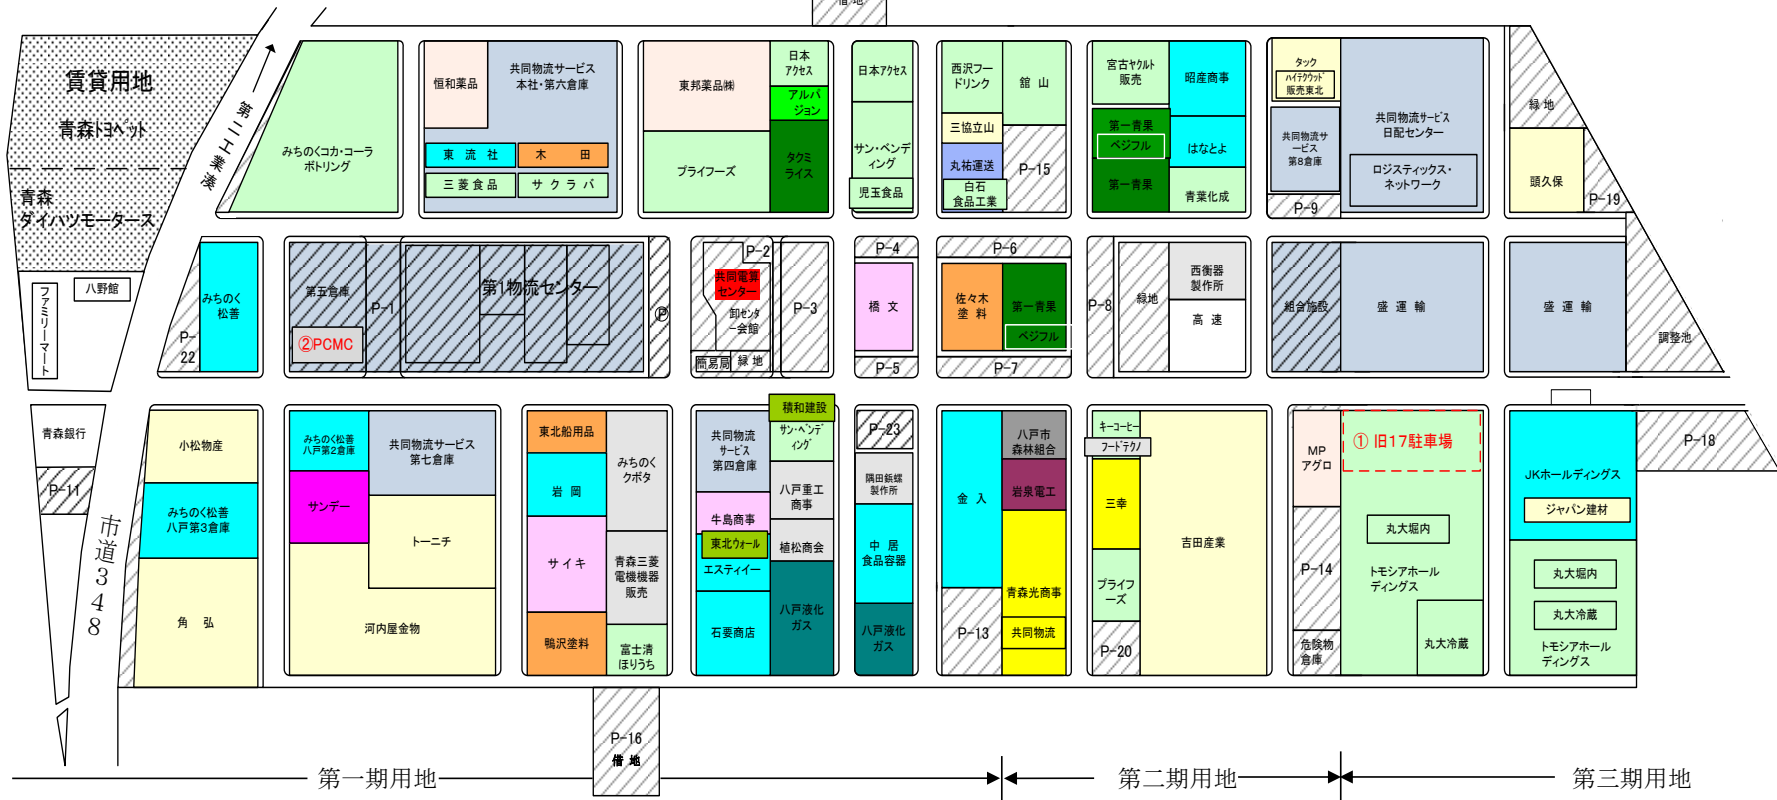 借 地
賃貸用地
青森トヨペット
青森
ダイハツモータース
第二工業湊
みちのくコカ・コーラ
ボトリング
恒和薬品
共同物流サービス
本社・第六倉庫
東 流 社
木 田
三菱食品
サクラバ
東邦薬品㈱
プライフーズ
日本
アクセス
アルバ
ジョン
タクミ
ライス
日本アクセス
サン・ベンデ
ィング
児玉食品
西沢フー
ドリンク
舘 山
三協立山
丸祐運送
白石
食品工業
P-15
宮古ヤクルト
販売
昭産商事
第一青果
ベジフル
はなとよ
第一青果
青葉化成
タック
ハイテクウッド
販売東北
共同物流サ
ービス
第8倉庫
P-9
共同物流サービス
日配センター
ロジスティックス・
ネットワーク
緑 地
頭久保
P-19
八野館
ファミリーマート
みちのく
松善
P-
22
第五倉庫
②PCMC
P-1
第1物流センター
Ⓟ
P-2
共同電算
センター
卸センタ
ー会館
簡易局
緑 地
P-3
P-4
橋 文
P-5
P-6
佐々木
塗 料
第一青果
ベジフル
P-7
P-8
緑地
西衡器
製作所
高 速
組合施設
盛 運 輸
盛 運 輸
調整池
青森銀行
P-11
市道348
小松物産
みちのく松善
八戸第3倉庫
角 弘
みちのく松善
八戸第2倉庫
共同物流サービス
第七倉庫
サンデー
トーニチ
河内屋金物
東北船用品
みちのく
クボタ
岩 岡
サイキ
青森三菱
電機機器
販売
鴨沢塗料
富士清
ほりうち
共同物流
サービス
第四倉庫
積和建設
サン・ベンデ
ィング
牛島商事
八戸重工
商事
東北ウォール
植松商会
エスティイー
石要商店
八戸液化
ガス
P-23
隅田鋲螺
製作所
中 居
食品容器
八戸液化
ガス
金 入
八戸市
森林組合
岩泉電工
青森光商事
P-13
共同物流
キーコーヒー
フードテクノ
三幸
プライフ
ーズ
P-20
吉田産業
MP
アグロ
① 旧17駐車場
P-14
丸大堀内
トモシアホール
ディングス
危険物
倉庫
丸大冷蔵
JKホールディングス
ジャパン建材
丸大堀内
丸大冷蔵
トモシアホール
ディングス
P-18
P-16
借 地
第一期用地
第二期用地
第三期用地